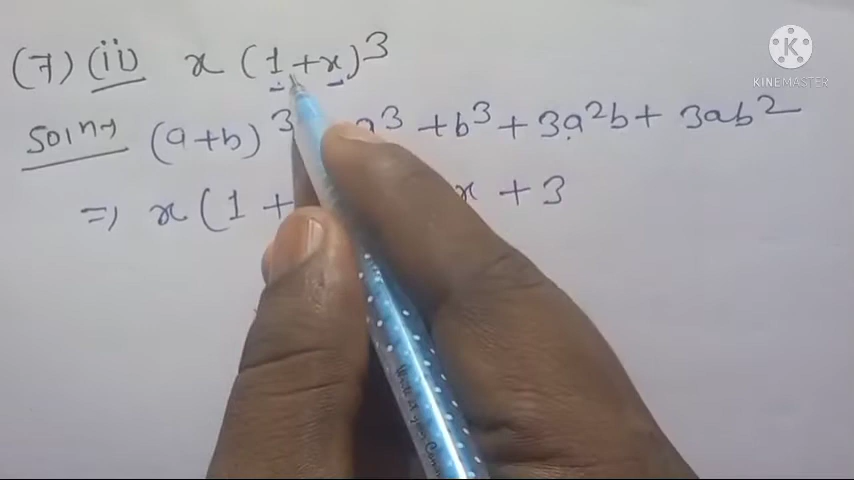 (7) (ii) x (1+x)³
Soln→ (a+b)³ a³ + b³ + 3a²b + 3ab²
⇒ x (1 + x + 3
KINEMASTER